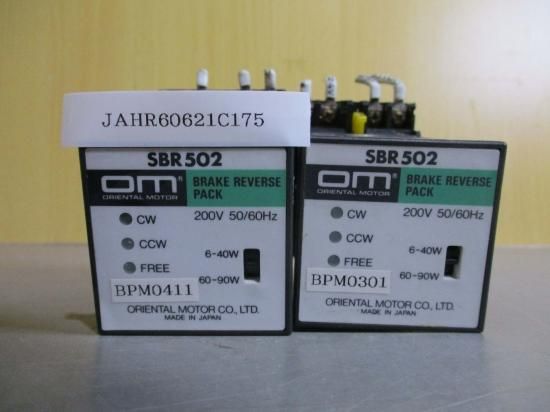 JAHR60621C175
SBR502
OM®
ORIENTAL MOTOR
BRAKE REVERSE
PACK
CW
200V 50/60Hz
CCW
6-40W
FREE
60-90W
BPM0411
ORIENTAL MOTOR CO., LTD.
MADE IN JAPAN
SBR502
OM®
ORIENTAL MOTOR
BRAKE REVERSE
PACK
CW
200V 50/60Hz
CCW
6-40W
FREE
60-90W
BPM0301
ORIENTAL MOTOR CO., LTD.
MADE IN JAPAN